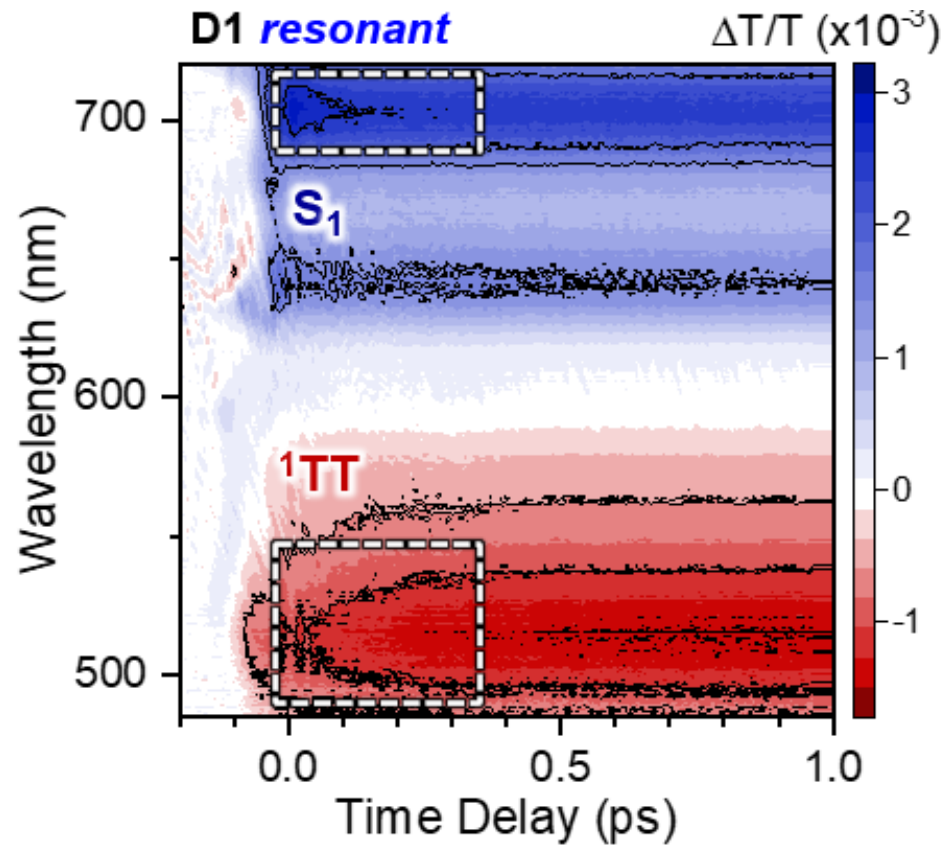 D1 resonant
ΔT/T (x10⁻³)
Wavelength (nm)
700
600
500
S₁
¹TT
3
2
1
0
-1
0.0 0.5 1.0
Time Delay (ps)